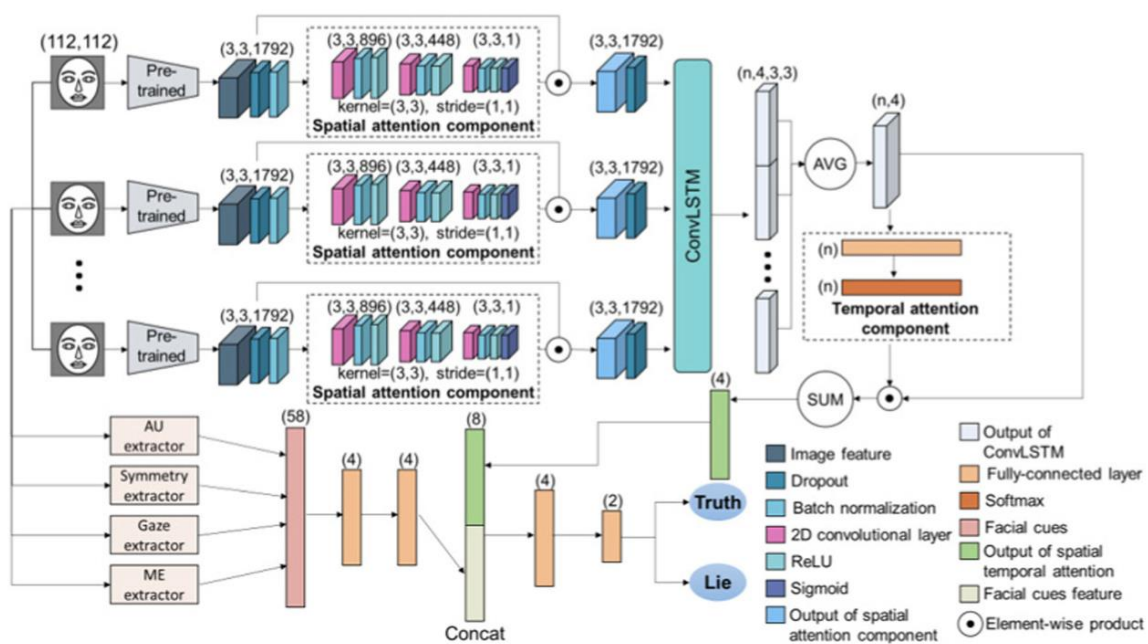 (112,112)
Pre-
trained
(3,3,1792)
(3,3,896) (3,3,448) (3,3,1)
kernel=(3,3), stride=(1,1)
Spatial attention component
(3,3,1792)
Pre-
trained
(3,3,1792)
(3,3,896) (3,3,448) (3,3,1)
kernel=(3,3), stride=(1,1)
Spatial attention component
(3,3,1792)
Pre-
trained
(3,3,1792)
(3,3,896) (3,3,448) (3,3,1)
kernel=(3,3), stride=(1,1)
Spatial attention component
(3,3,1792)
ConvLSTM
(n,4,3,3)
AVG
(n,4)
(n)
(n)
Temporal attention
component
SUM
(4)
AU
extractor
Symmetry
extractor
Gaze
extractor
ME
extractor
(58)
(4)
(4)
(8)
Concat
(4)
(2)
Truth
Lie
Image feature
Dropout
Batch normalization
2D convolutional layer
ReLU
Sigmoid
Output of spatial
attention component
Output of
ConvLSTM
Fully-connected layer
Softmax
Facial cues
Output of spatial
temporal attention
Facial cues feature
Element-wise product